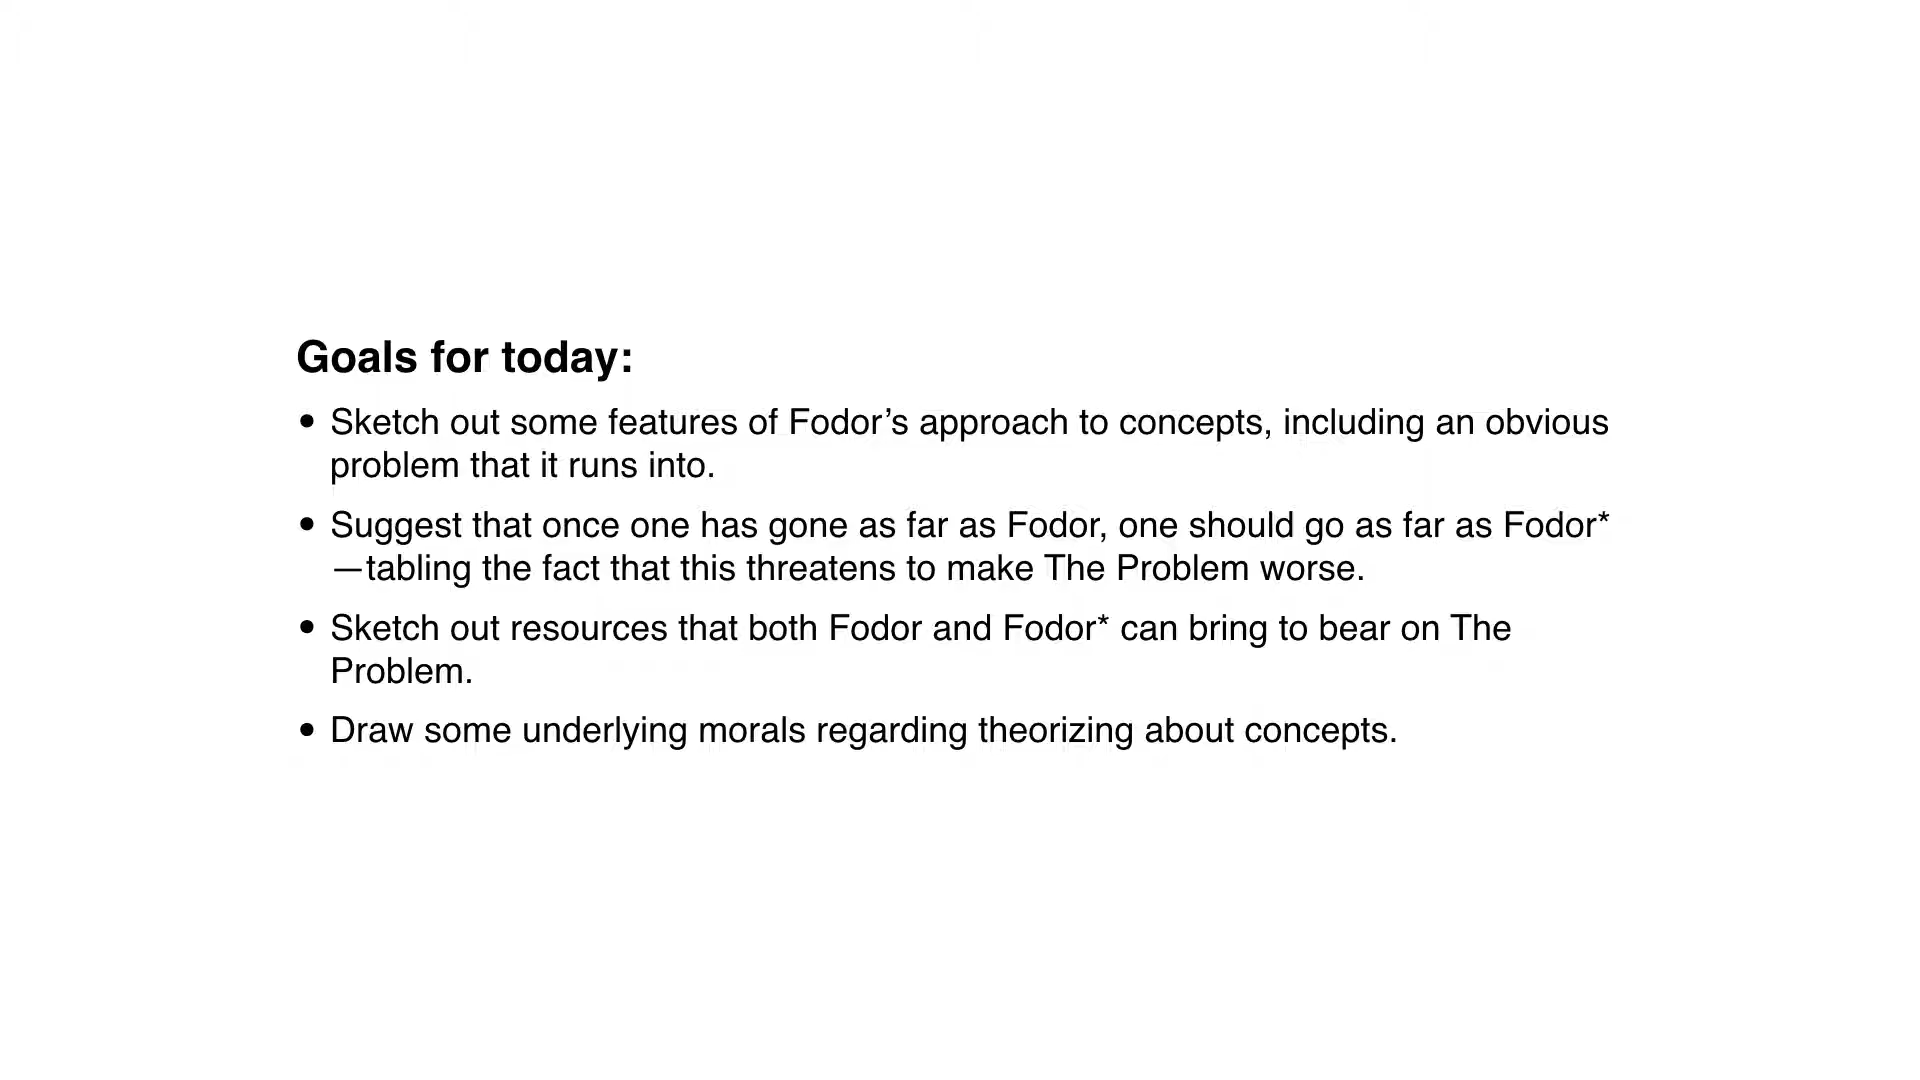 Goals for today:
• Sketch out some features of Fodor’s approach to concepts, including an obvious
problem that it runs into.
• Suggest that once one has gone as far as Fodor, one should go as far as Fodor*
—tabling the fact that this threatens to make The Problem worse.
• Sketch out resources that both Fodor and Fodor* can bring to bear on The
Problem.
• Draw some underlying morals regarding theorizing about concepts.